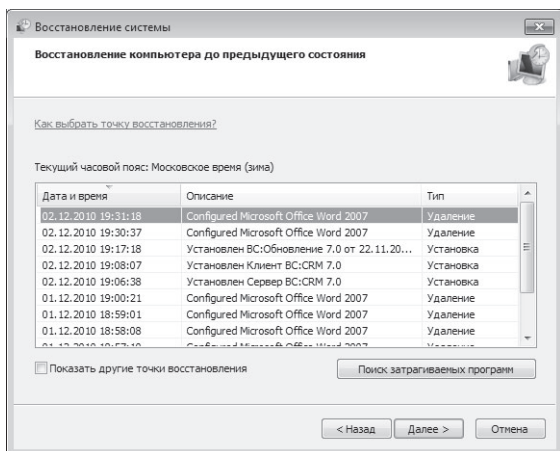 Восстановление системы
Восстановление компьютера до предыдущего состояния
Как выбрать точку восстановления?
Текущий часовой пояс: Московское время (зима)
Дата и время Описание Тип
02.12.2010 19:31:18 Configured Microsoft Office Word 2007 Удаление
02.12.2010 19:30:37 Configured Microsoft Office Word 2007 Удаление
02.12.2010 19:17:18 Установлен ВС:Обновление 7.0 от 22.11.20... Установка
02.12.2010 19:08:07 Установлен Клиент ВС:CRM 7.0 Установка
02.12.2010 19:06:38 Установлен Сервер ВС:CRM 7.0 Установка
01.12.2010 19:00:21 Configured Microsoft Office Word 2007 Удаление
01.12.2010 18:59:01 Configured Microsoft Office Word 2007 Удаление
01.12.2010 18:58:08 Configured Microsoft Office Word 2007 Удаление
Показать другие точки восстановления Поиск затрагиваемых программ
< Назад Далее > Отмена